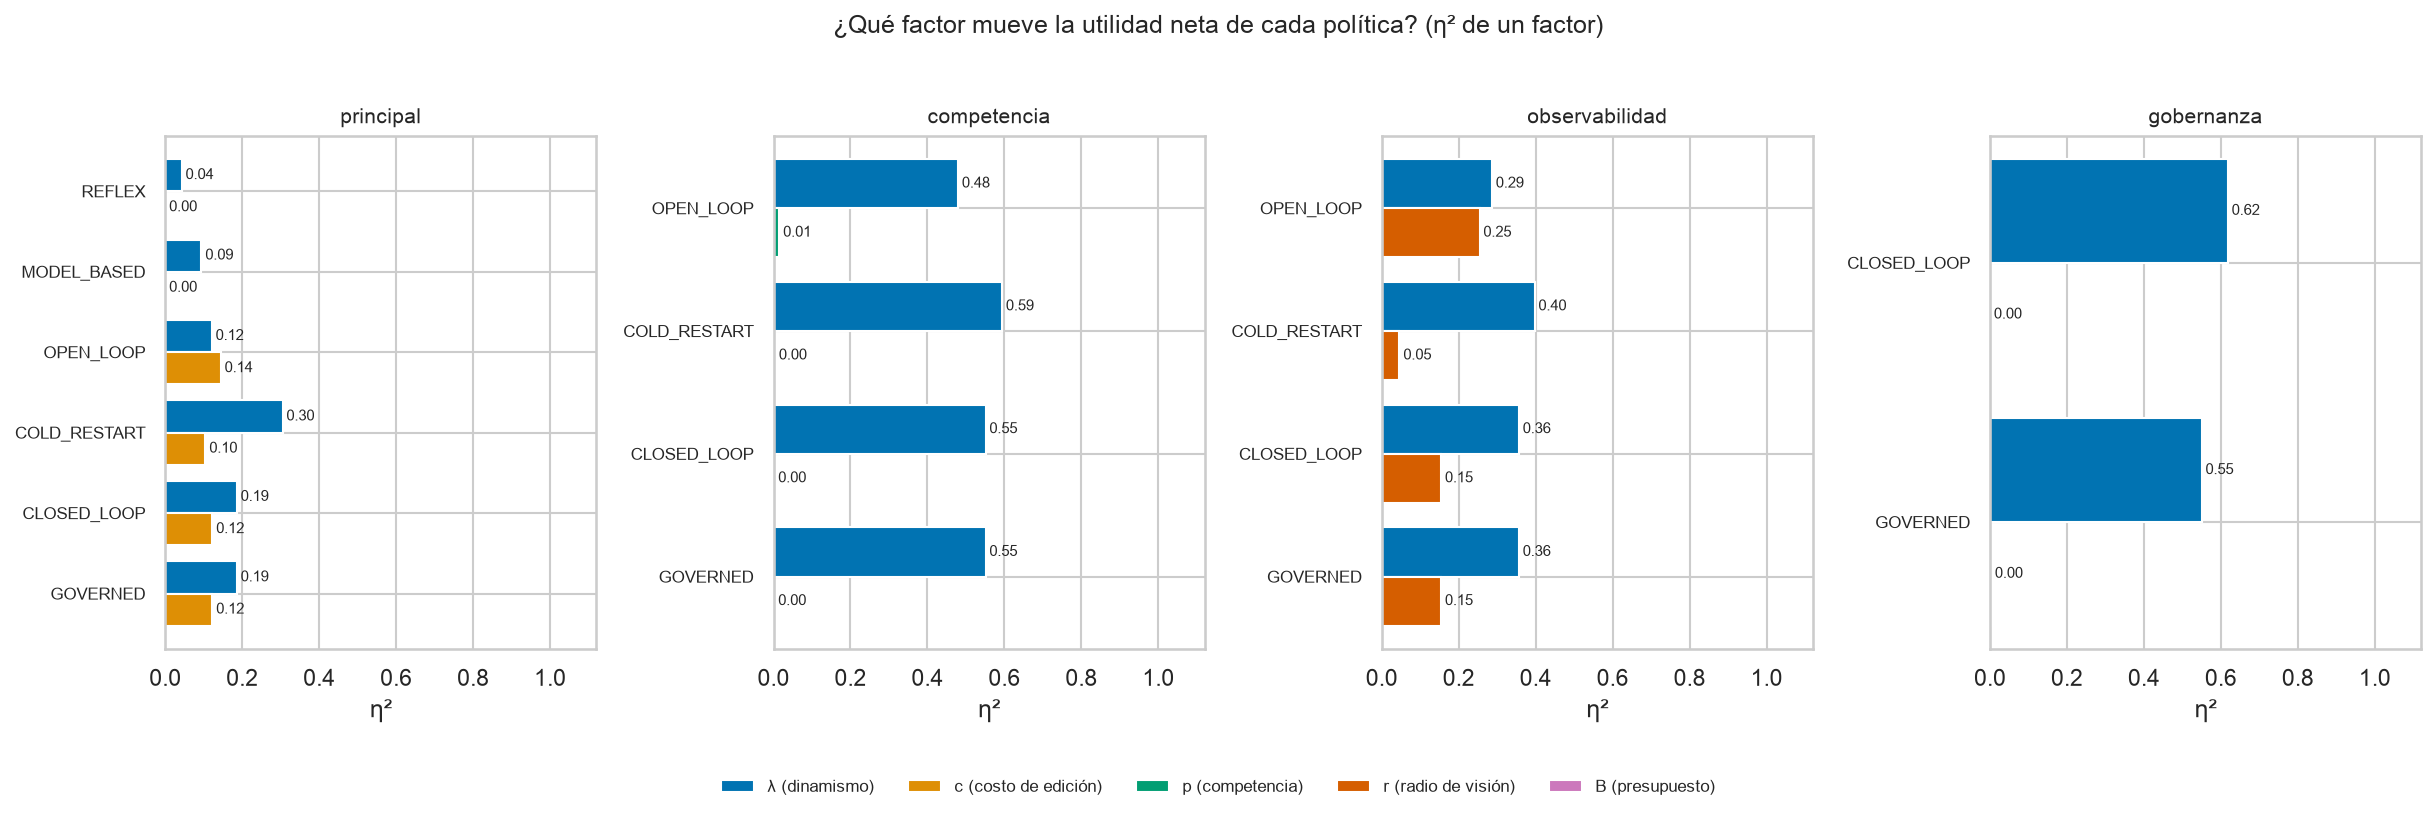 ¿Qué factor mueve la utilidad neta de cada política? (η² de un factor)
principal
REFLEX
0.04
0.00
MODEL_BASED
0.09
0.00
OPEN_LOOP
0.12
0.14
COLD_RESTART
0.30
0.10
CLOSED_LOOP
0.19
0.12
GOVERNED
0.19
0.12
0.0 0.2 0.4 0.6 0.8 1.0
η²
competencia
OPEN_LOOP
0.48
0.01
COLD_RESTART
0.59
0.00
CLOSED_LOOP
0.55
0.00
GOVERNED
0.55
0.00
0.0 0.2 0.4 0.6 0.8 1.0
η²
observabilidad
OPEN_LOOP
0.29
0.25
COLD_RESTART
0.40
0.05
CLOSED_LOOP
0.36
0.15
GOVERNED
0.36
0.15
0.0 0.2 0.4 0.6 0.8 1.0
η²
gobernanza
CLOSED_LOOP
0.62
0.00
GOVERNED
0.55
0.00
0.0 0.2 0.4 0.6 0.8 1.0
η²
λ (dinamismo) c (costo de edición) p (competencia) r (radio de visión) B (presupuesto)